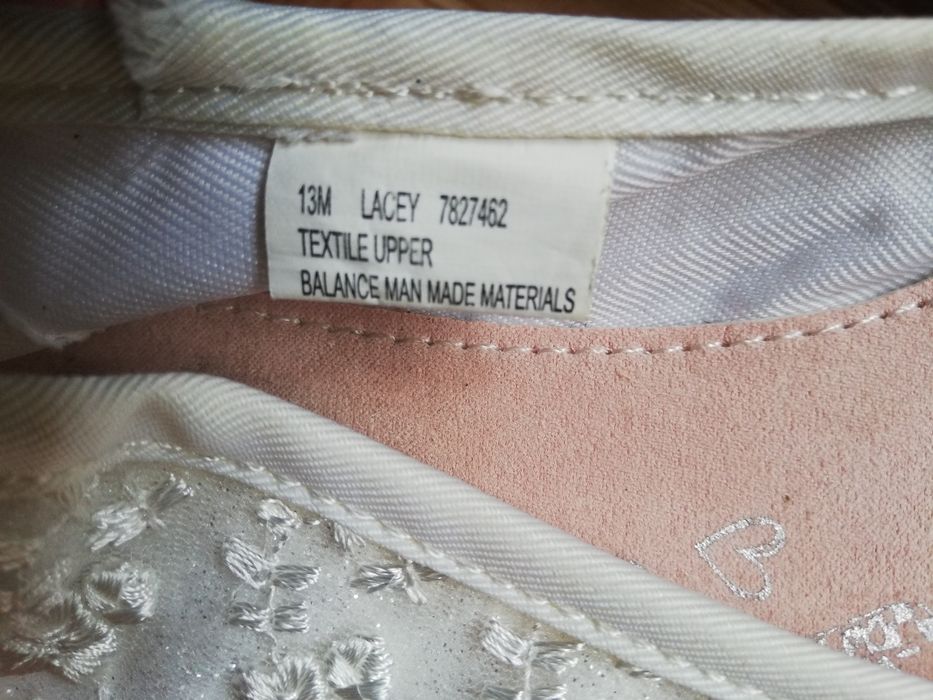 13M LACEY 7827462
TEXTILE UPPER
BALANCE MAN MADE MATERIALS